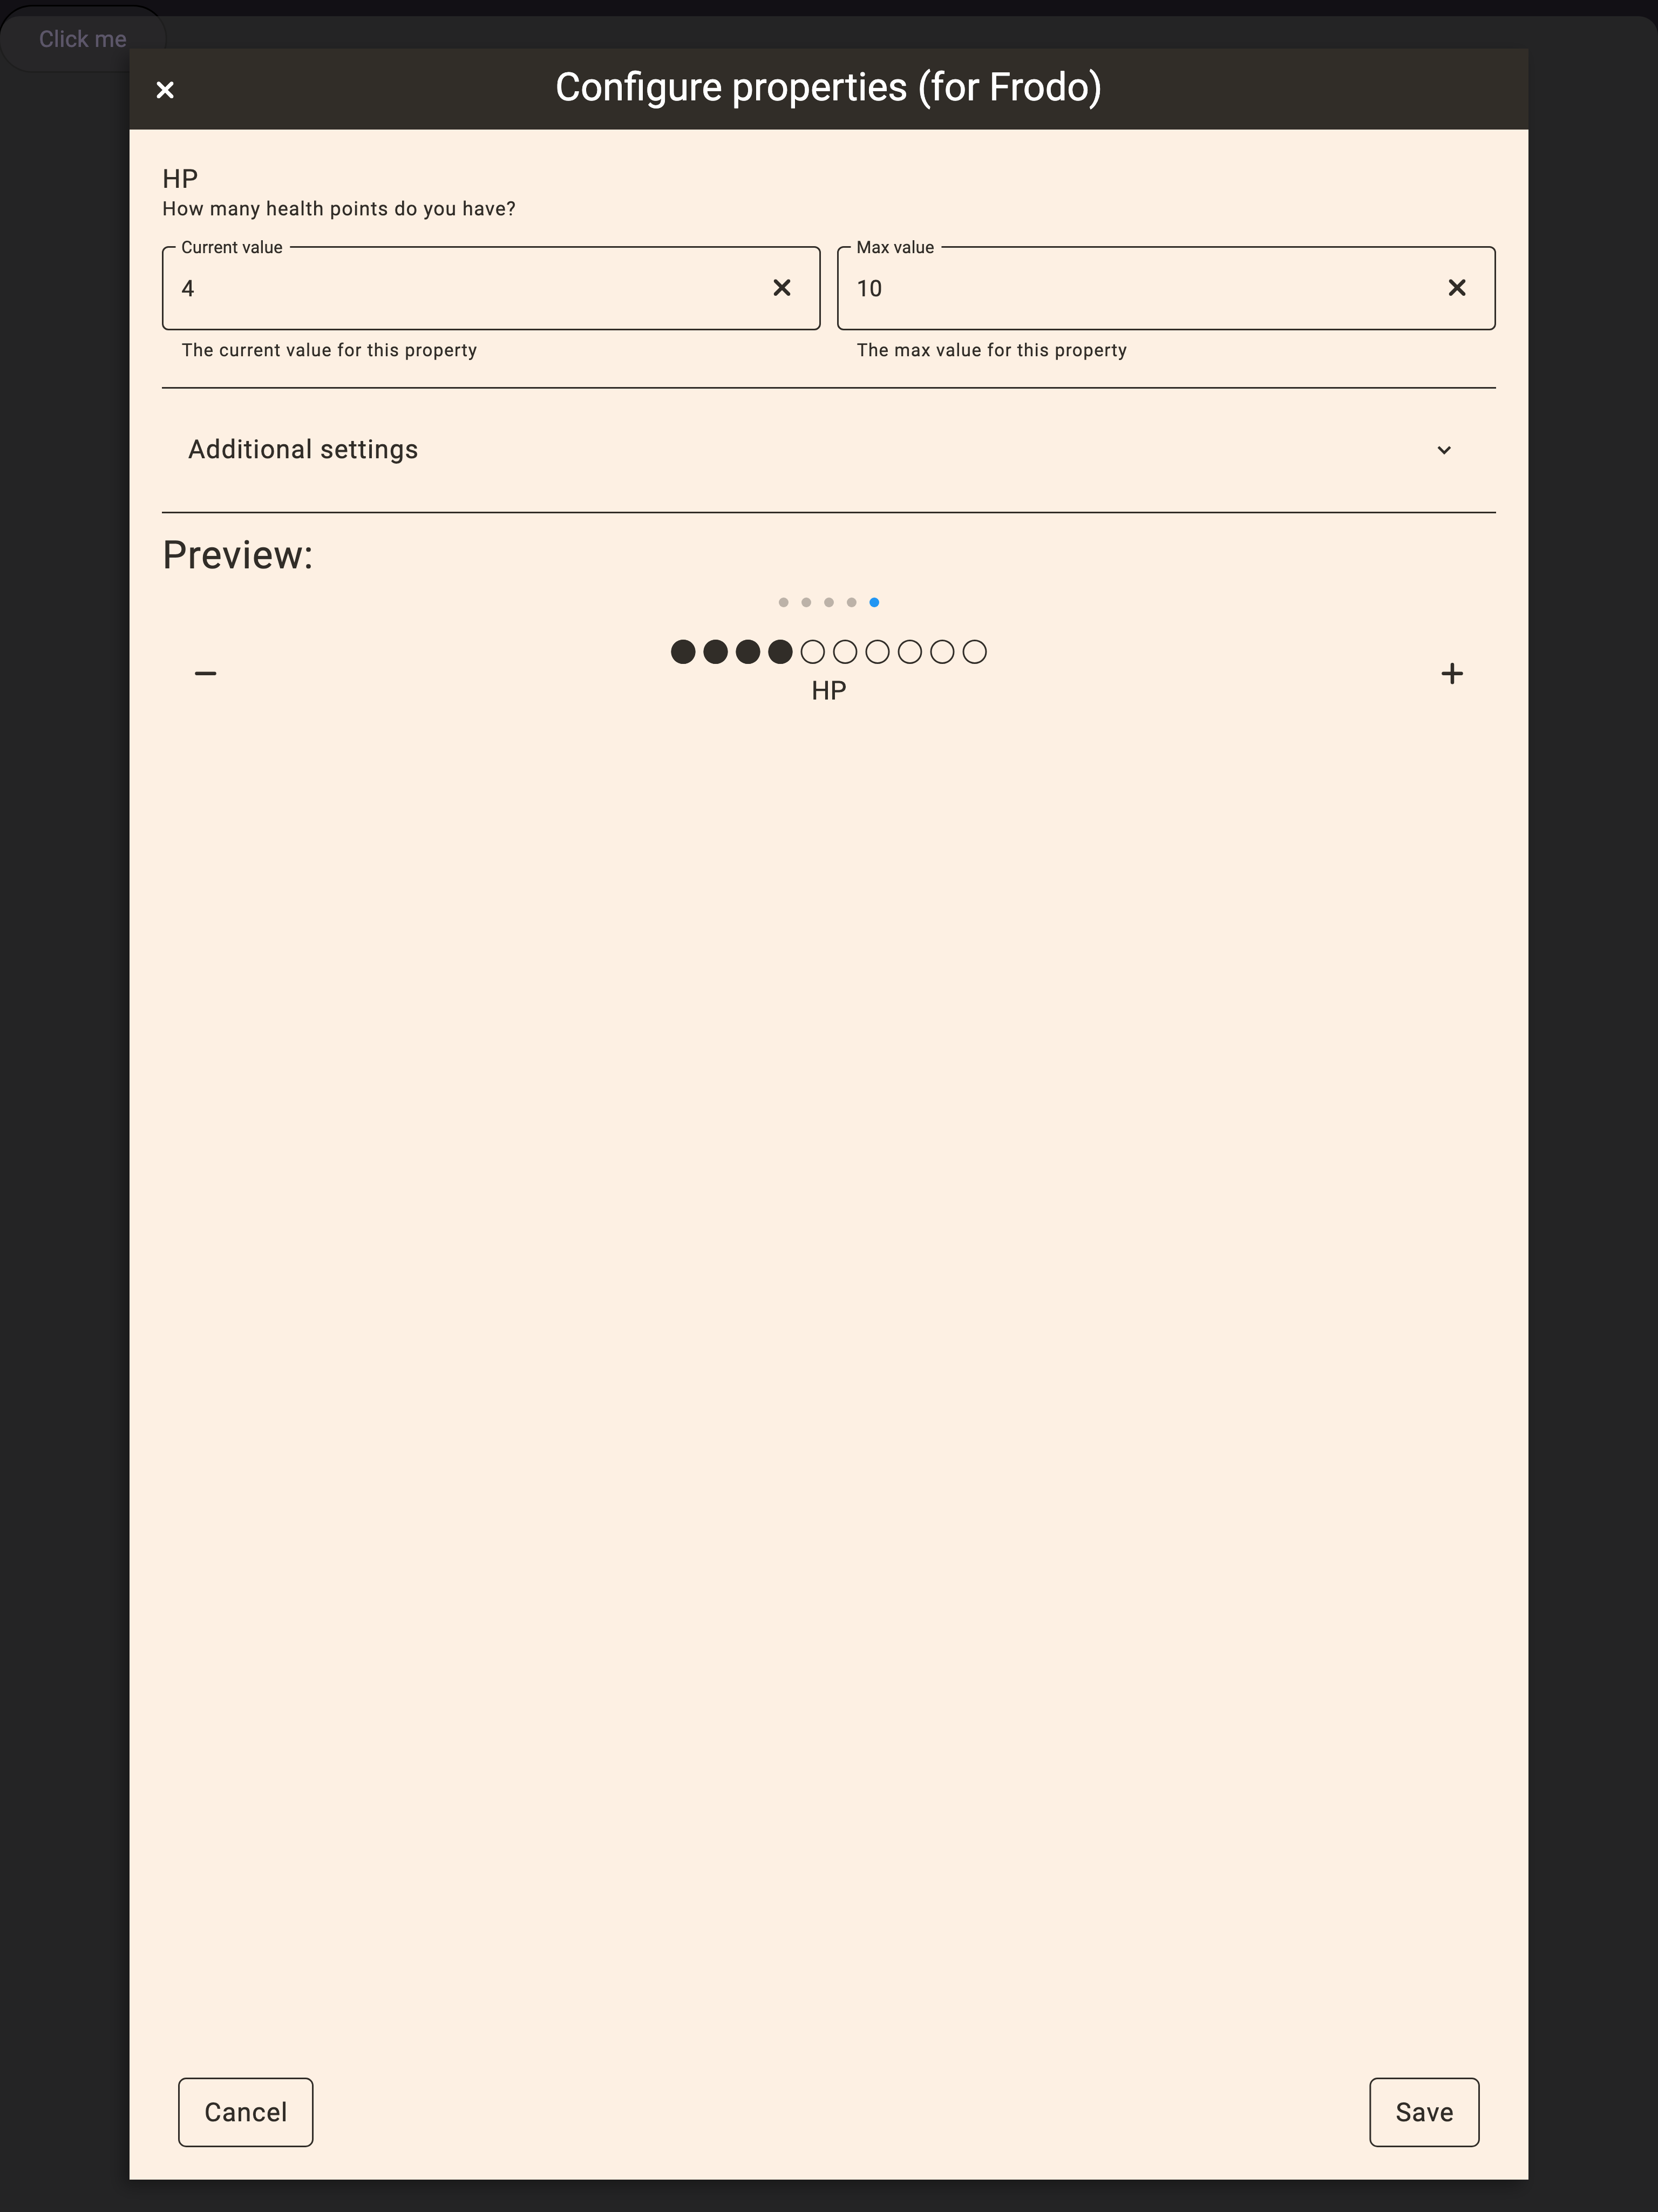 Click me
Configure properties (for Frodo)
HP
How many health points do you have?
Current value
4
The current value for this property
Max value
10
The max value for this property
Additional settings
Preview:
HP
Cancel
Save